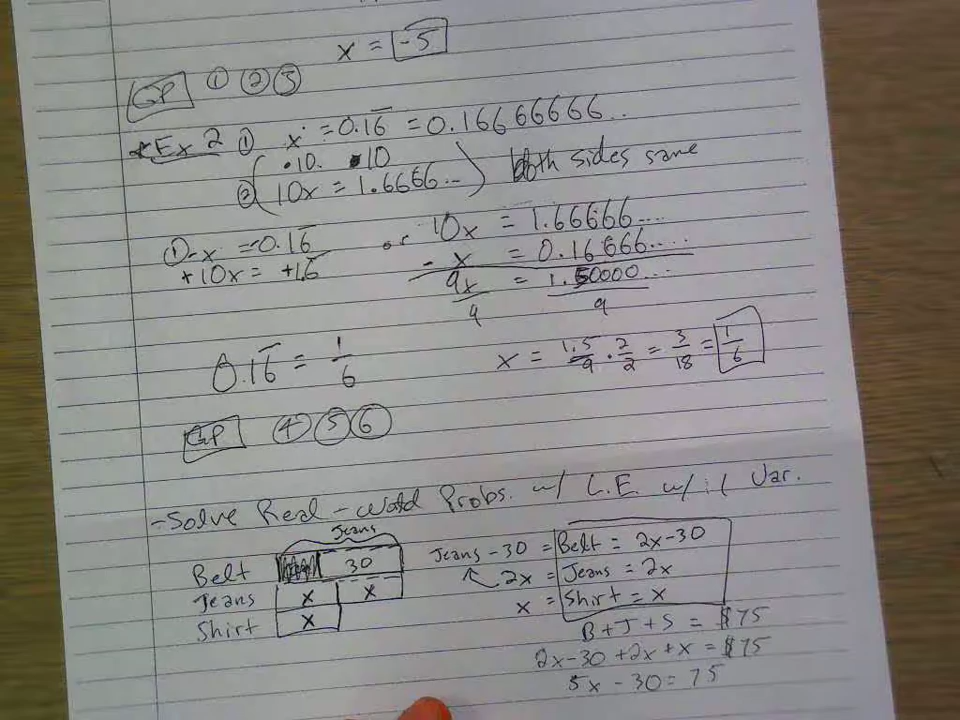 x = -5
GP ① ② ③
*Ex 2 ① x = 0.16̅ = 0.16666666..
·10. ·10
② 10x = 1.6666... both sides same
① -x = -0.16̅
+10x = +1.6̅
or 10x = 1.66666....
- x = 0.16666....
9x = 1.50000...
9 9
0.16̅ = 1/6
x = 1.5/9 · 2/2 = 3/18 = 1/6
GP ④ ⑤ ⑥
-Solve Real-World Probs. w/ L.E. w/ 1 Var.
Jeans
Belt 30
Jeans x x
Shirt x
Jeans - 30 = Belt = 2x-30
2x = Jeans = 2x
x = Shirt = x
B+J+S = $75
2x-30+2x+x = $75
5x - 30 = 75